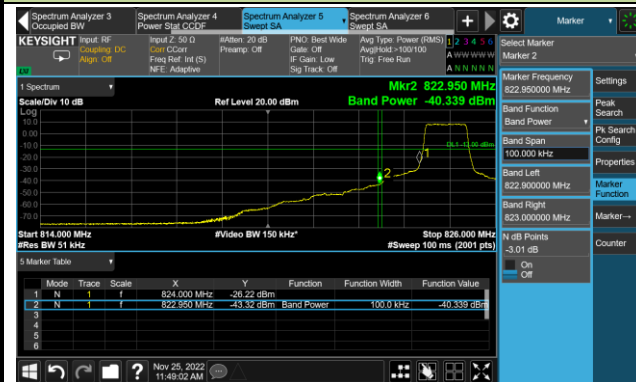 Spectrum Analyzer 3
Occupied BW
Spectrum Analyzer 4
Power Stat CCDF
Spectrum Analyzer 5
Swept SA
Spectrum Analyzer 6
Swept SA
+
Marker
KEYSIGHT
Input: RF
Coupling: DC
Align: Off
Input Z: 50 Ω
Corr CCorr
Freq Ref: Int (S)
NFE: Adaptive
#Atten: 20 dB
Preamp: Off
PNO: Best Wide
Gate: Off
IF Gain: Low
Sig Track: Off
Avg Type: Power (RMS)
Avg|Hold:>100/100
Trig: Free Run
1 2 3 4 5 6
A W W W W W
A N N N N N
Select Marker
Marker 2
1 Spectrum
Mkr2 822.950 MHz
Scale/Div 10 dB
Ref Level 20.00 dBm
Band Power -40.339 dBm
Log
10.0
0.00
-10.0
-20.0
-30.0
-40.0
-50.0
-60.0
-70.0
DL1 -13.00 dBm
1
2
Start 814.000 MHz
#Video BW 150 kHz*
Stop 826.000 MHz
#Res BW 51 kHz
#Sweep 100 ms (2001 pts)
5 Marker Table
Mode Trace Scale X Y Function Function Width Function Value
1 N 1 f 824.000 MHz -26.22 dBm
2 N 1 f 822.950 MHz -43.32 dBm Band Power 100.0 kHz -40.339 dBm
3
4
5
6
Marker Frequency
822.950000 MHz
Band Function
Band Power
Band Span
100.000 kHz
Band Left
822.900000 MHz
Band Right
823.000000 MHz
N dB Points
-3.01 dB
On
Off
Settings
Peak
Search
Pk Search
Config
Properties
Marker
Function
Marker→
Counter
?
Nov 25, 2022
11:49:02 AM